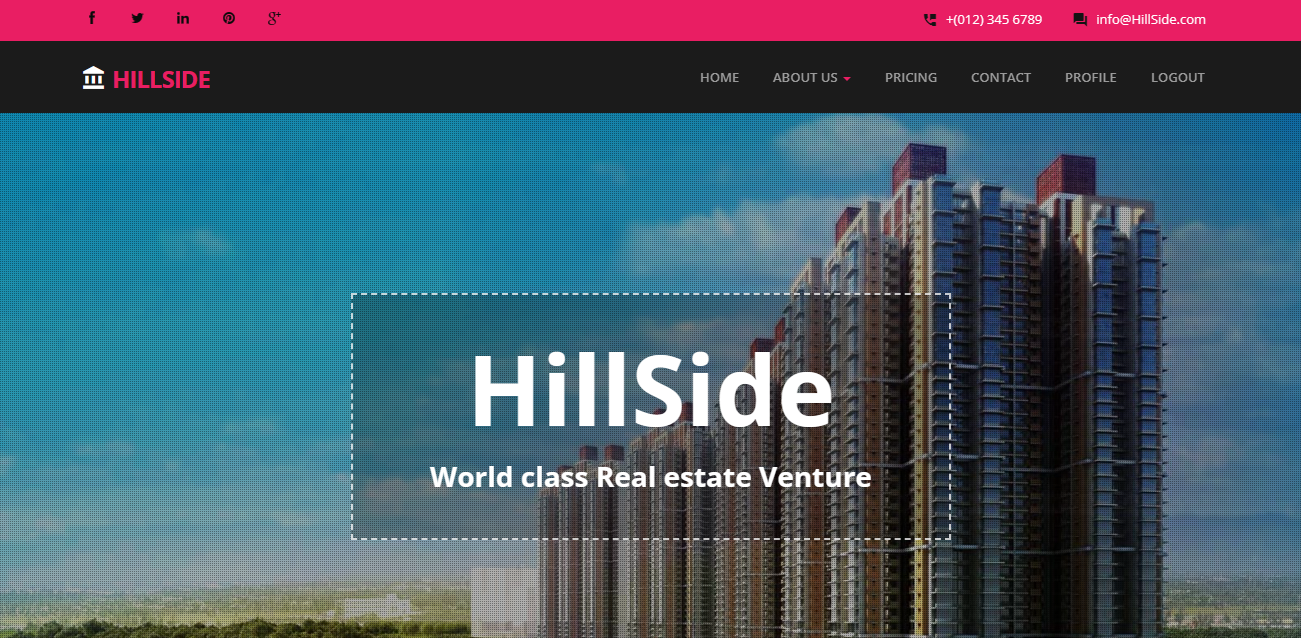 +(012) 345 6789 info@HillSide.com
HILLSIDE HOME ABOUT US PRICING CONTACT PROFILE LOGOUT
HillSide
World class Real estate Venture